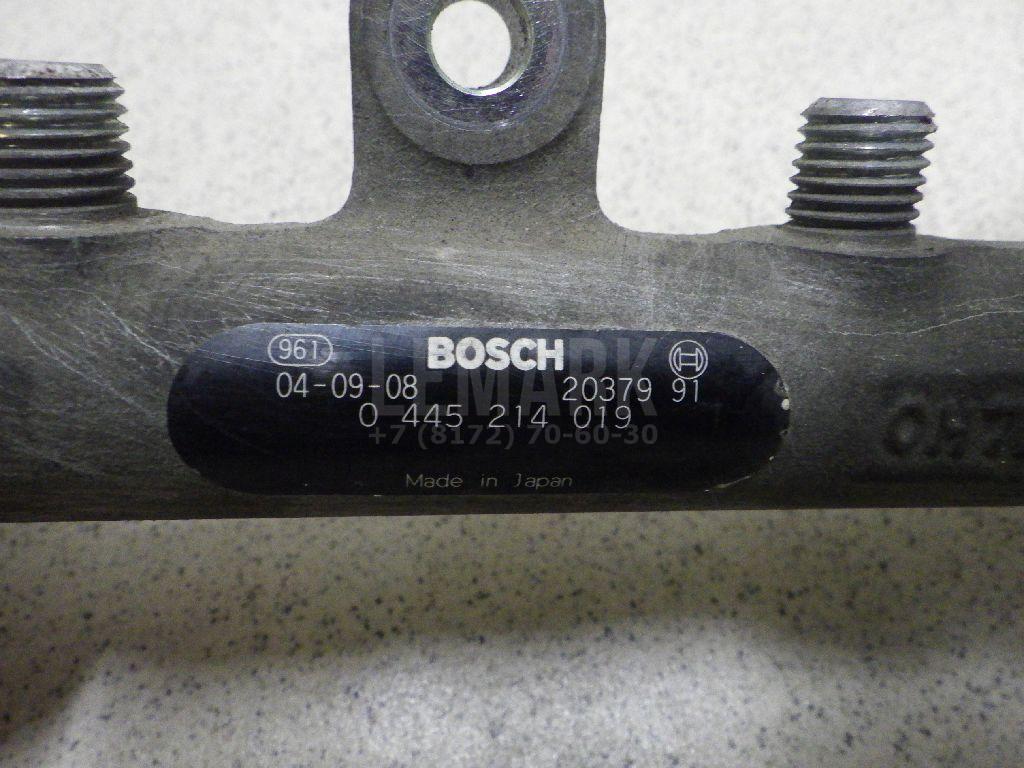 961 BOSCH
04-09-08 20379 91
0 445 214 019
Made in Japan
LEMARK
+7 (8172) 70-60-30